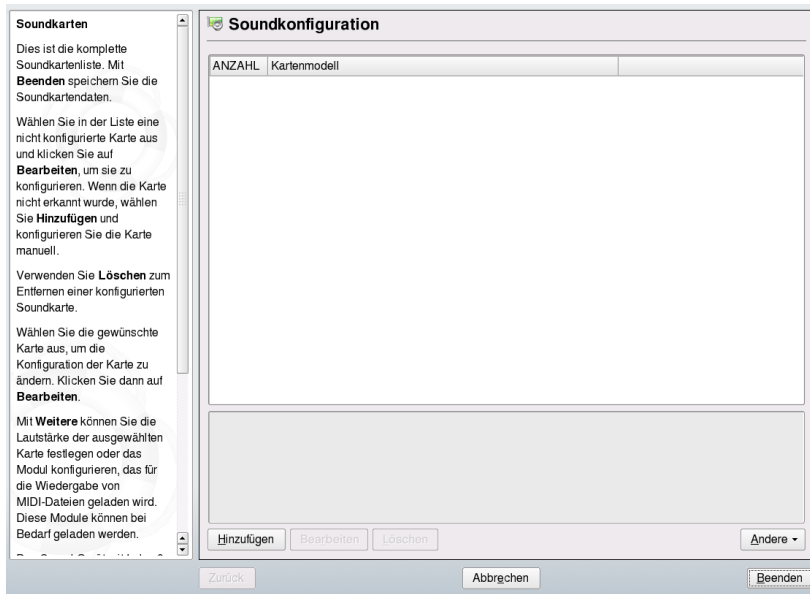 Soundkarten
Dies ist die komplette
Soundkartenliste. Mit
Beenden speichern Sie die
Soundkartendaten.
Wählen Sie in der Liste eine
nicht konfigurierte Karte aus
und klicken Sie auf
Bearbeiten, um sie zu
konfigurieren. Wenn die Karte
nicht erkannt wurde, wählen
Sie Hinzufügen und
konfigurieren Sie die Karte
manuell.
Verwenden Sie Löschen zum
Entfernen einer konfigurierten
Soundkarte.
Wählen Sie die gewünschte
Karte aus, um die
Konfiguration der Karte zu
ändern. Klicken Sie dann auf
Bearbeiten.
Mit Weitere können Sie die
Lautstärke der ausgewählten
Karte festlegen oder das
Modul konfigurieren, das für
die Wiedergabe von
MIDI-Dateien geladen wird.
Diese Module können bei
Bedarf geladen werden.
Soundkonfiguration
ANZAHL Kartenmodell
Hinzufügen Bearbeiten Löschen Andere
Zurück Abbrechen Beenden